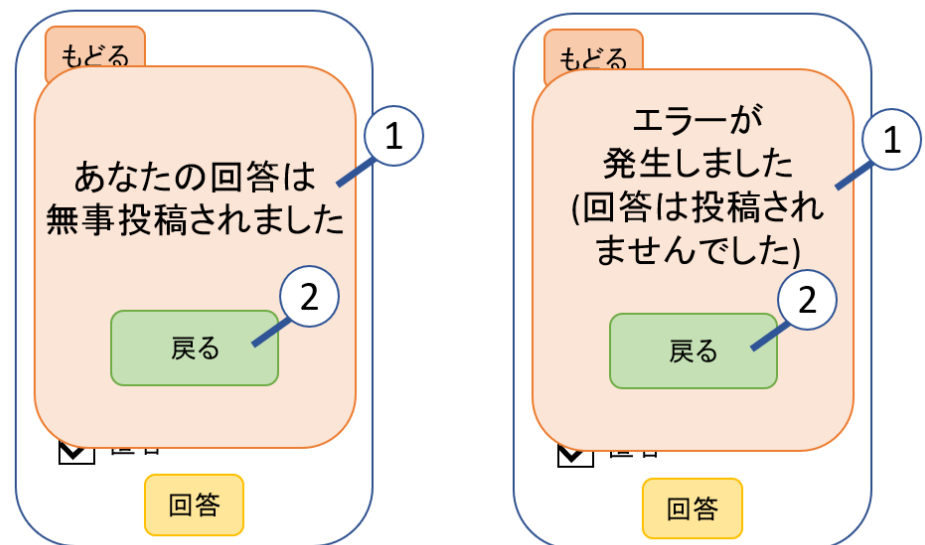 もどる
あなたの回答は
無事投稿されました
1
2
戻る
回答
もどる
エラーが
発生しました
(回答は投稿され
ませんでした)
1
2
戻る
回答